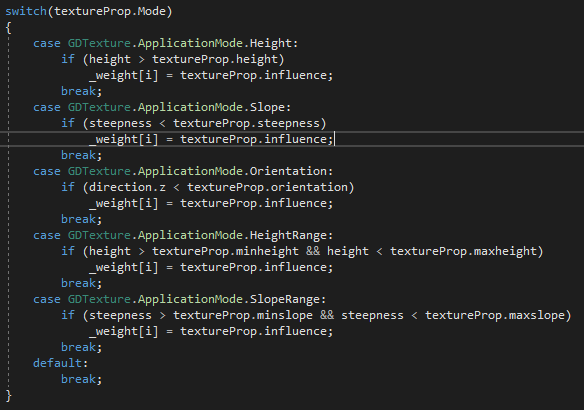 switch(textureProp.Mode)
{
    case GDTexture.ApplicationMode.Height:
        if (height > textureProp.height)
            _weight[i] = textureProp.influence;
        break;
    case GDTexture.ApplicationMode.Slope:
        if (steepness < textureProp.steepness)
            _weight[i] = textureProp.influence;
        break;
    case GDTexture.ApplicationMode.Orientation:
        if (direction.z < textureProp.orientation)
            _weight[i] = textureProp.influence;
        break;
    case GDTexture.ApplicationMode.HeightRange:
        if (height > textureProp.minheight && height < textureProp.maxheight)
            _weight[i] = textureProp.influence;
        break;
    case GDTexture.ApplicationMode.SlopeRange:
        if (steepness > textureProp.minslope && steepness < textureProp.maxslope)
            _weight[i] = textureProp.influence;
        break;
    default:
        break;
}